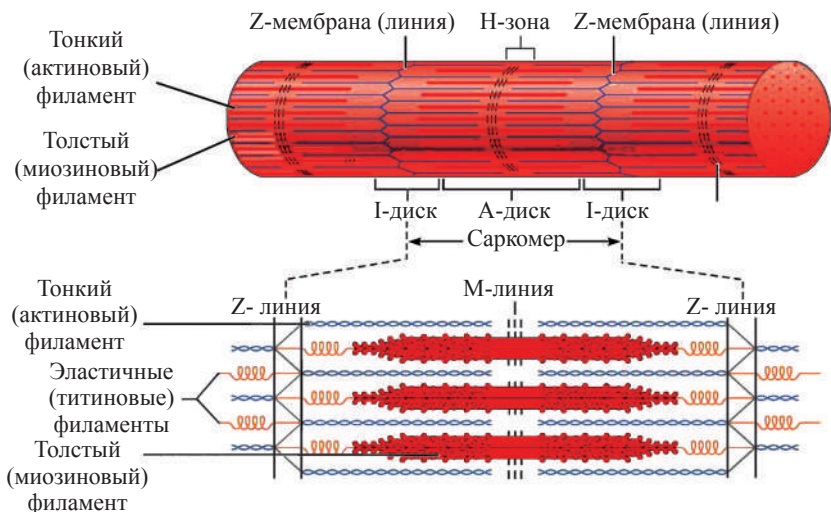 Z-мембрана (линия)
H-зона
Z-мембрана (линия)
Тонкий
(актиновый)
филамент
Толстый
(миозиновый)
филамент
I-диск
A-диск
I-диск
Саркомер
Тонкий
(актиновый)
филамент
Z- линия
M-линия
Z- линия
Эластичные
(титиновые)
филаменты
Толстый
(миозиновый)
филамент